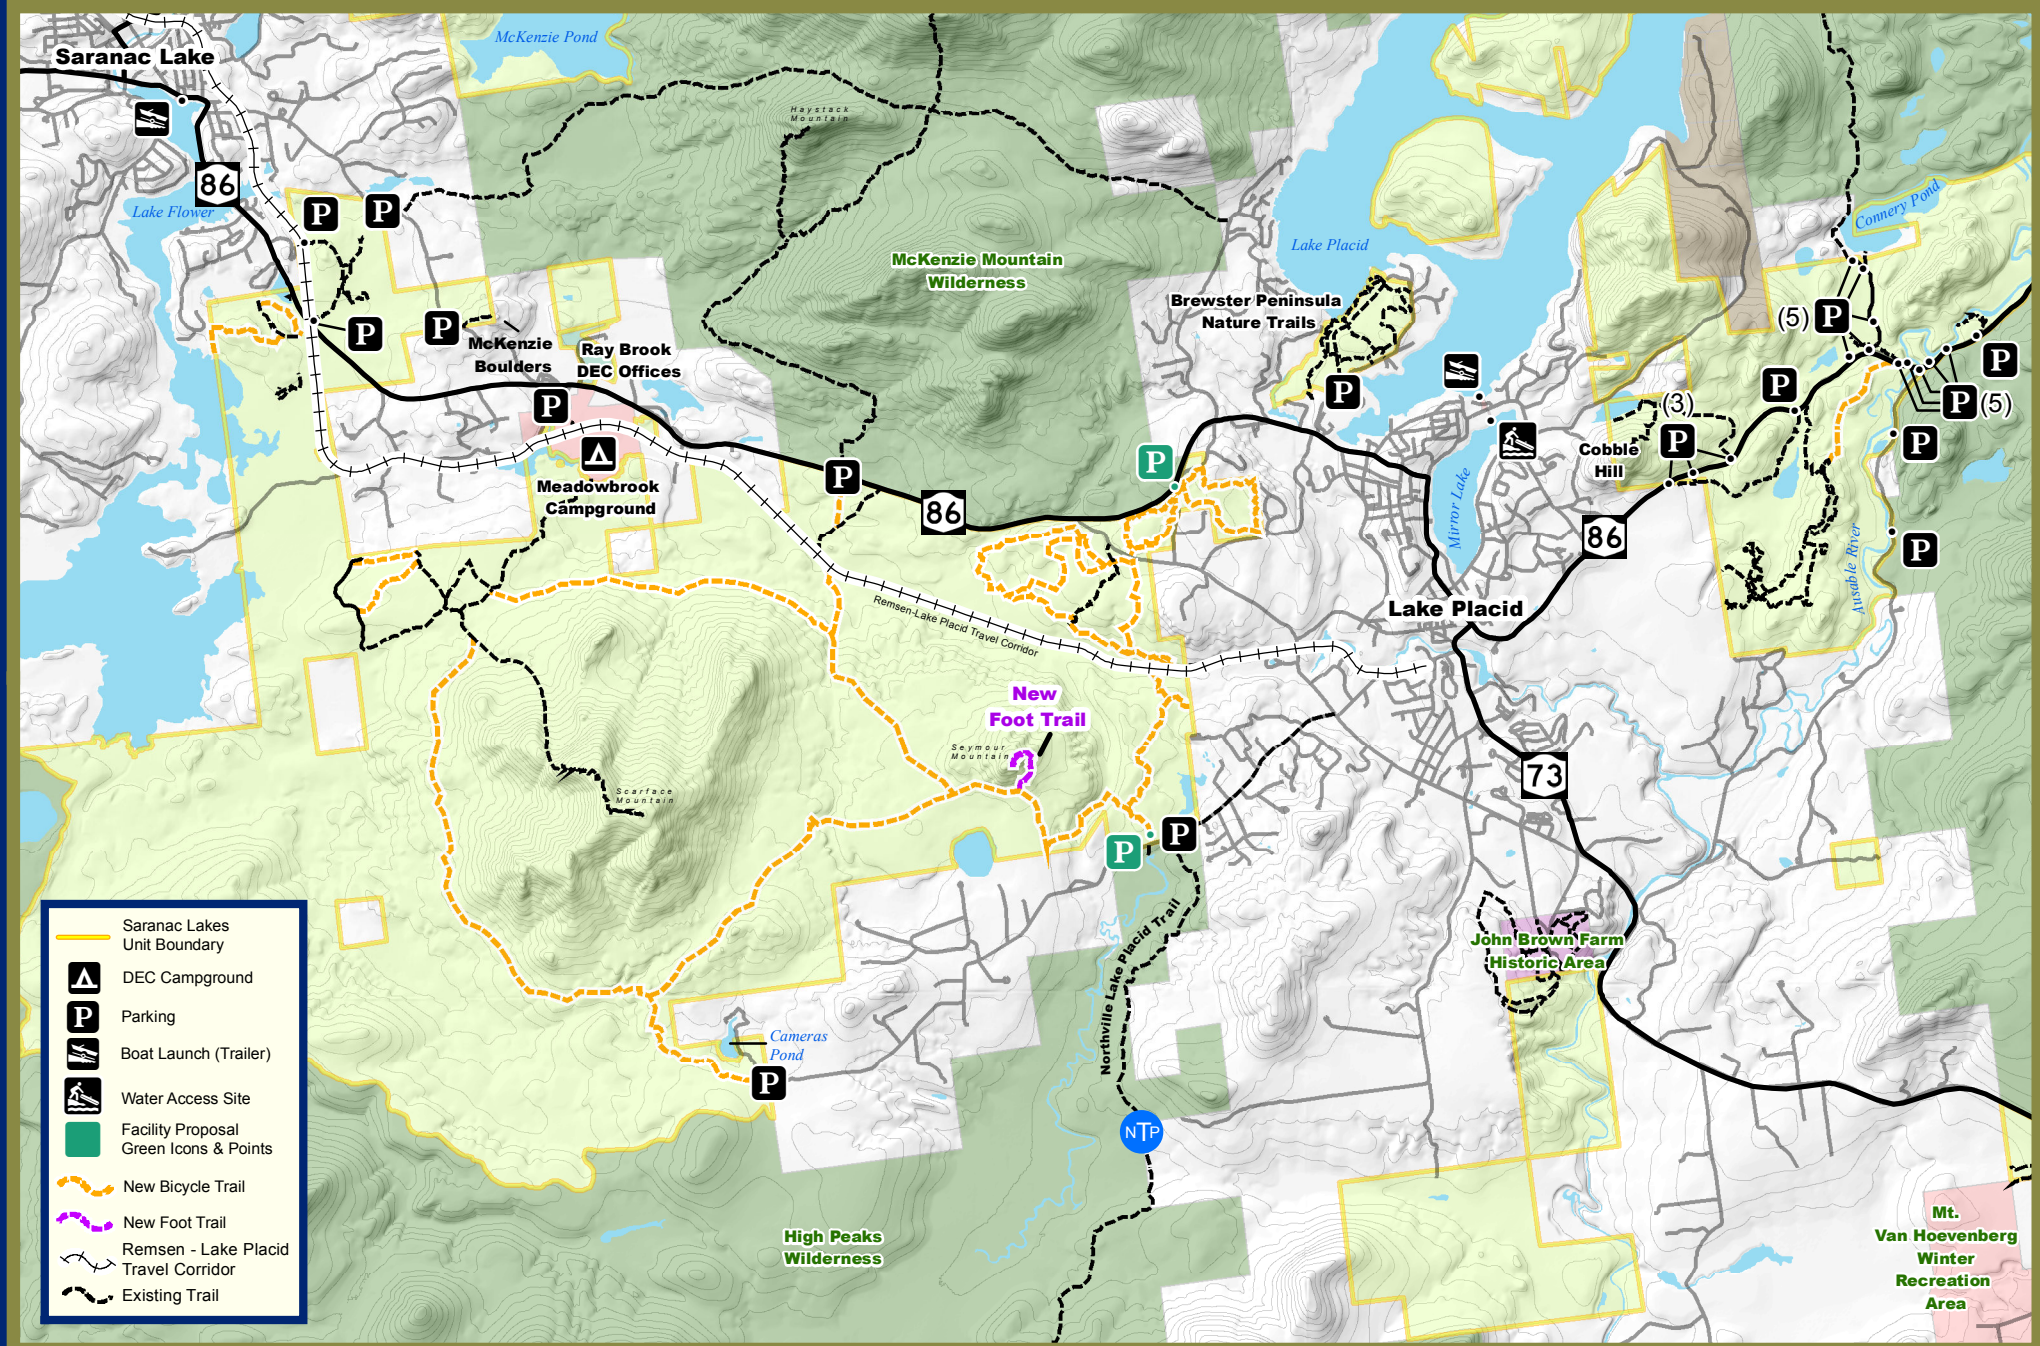 McKenzie Pond
Saranac Lake
Haystack
Mountain
86
P
P
Lake Flower
Connery Pond
Lake Placid
McKenzie Mountain
Wilderness
Brewster Peninsula
Nature Trails
(5) P
P
P
McKenzie
Boulders
Ray Brook
DEC Offices
P
P
P
P
P (5)
(3)
P
P
P
Cobble
Hill
P
P
Meadowbrook
Campground
86
Mirror Lake
86
P
Ausable River
Remsen-Lake Placid Travel Corridor
Lake Placid
New
Foot Trail
Seymour
Mountain
Scarface
Mountain
73
P
P
Northville Lake Placid Trail
John Brown Farm
Historic Area
Cameras
Pond
P
NTP
High Peaks
Wilderness
Mt.
Van Hoevenberg
Winter
Recreation
Area
Saranac Lakes
Unit Boundary
DEC Campground
P
Parking
Boat Launch (Trailer)
Water Access Site
Facility Proposal
Green Icons & Points
New Bicycle Trail
New Foot Trail
Remsen - Lake Placid
Travel Corridor
Existing Trail